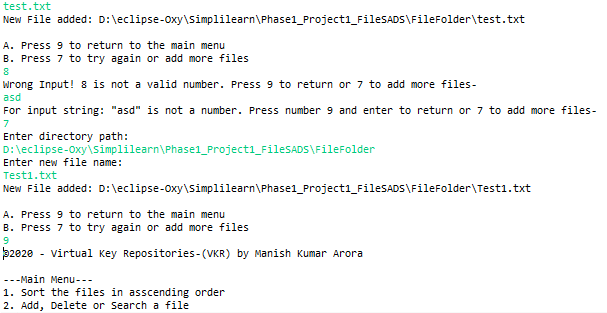 test.txt
New File added: D:\eclipse-Oxy\Simplilearn\Phase1_Project1_FileSADS\FileFolder\test.txt
A. Press 9 to return to the main menu
B. Press 7 to try again or add more files
8
Wrong Input! 8 is not a valid number. Press 9 to return or 7 to add more files-
asd
For input string: "asd" is not a number. Press number 9 and enter to return or 7 to add more files-
7
Enter directory path:
D:\eclipse-Oxy\Simplilearn\Phase1_Project1_FileSADS\FileFolder
Enter new file name:
Test1.txt
New File added: D:\eclipse-Oxy\Simplilearn\Phase1_Project1_FileSADS\FileFolder\Test1.txt
A. Press 9 to return to the main menu
B. Press 7 to try again or add more files
9
©2020 - Virtual Key Repositories-(VKR) by Manish Kumar Arora
---Main Menu---
1. Sort the files in asscending order
2. Add, Delete or Search a file